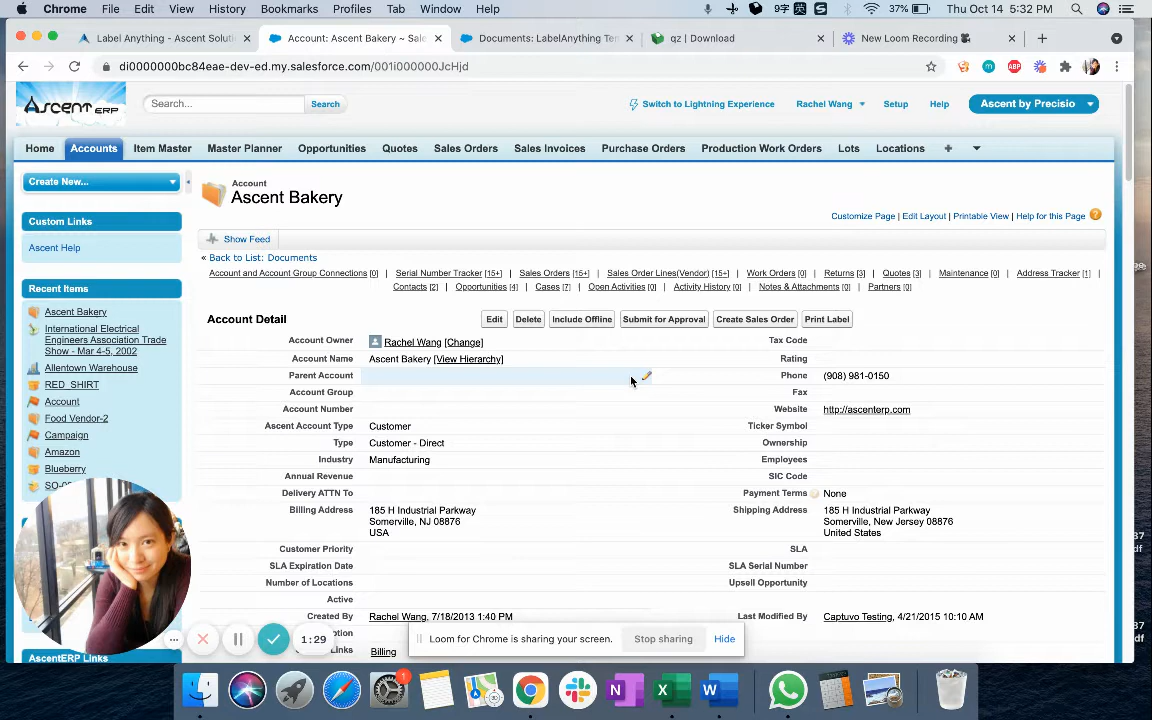 Chrome File Edit View History Bookmarks Profiles Tab Window Help 9字 英 S 37% Thu Oct 14 5:32 PM
Label Anything - Ascent Soluti Account: Ascent Bakery ~ Sale Documents: LabelAnything Tem qz | Download New Loom Recording
di0000000bc84eae-dev-ed.my.salesforce.com/001i000000JcHjd ABP
Ascent ERP Search... Search Switch to Lightning Experience Rachel Wang Setup Help Ascent by Precisio
Home Accounts Item Master Master Planner Opportunities Quotes Sales Orders Sales Invoices Purchase Orders Production Work Orders Lots Locations +
Create New...
Custom Links
Ascent Help
Recent Items
Ascent Bakery
International Electrical
Engineers Association Trade
Show - Mar 4-5, 2002
Allentown Warehouse
RED_SHIRT
Account
Food Vendor-2
Campaign
Amazon
Blueberry
AscentERP Links
Account
Ascent Bakery
Customize Page | Edit Layout | Printable View | Help for this Page ?
Show Feed
« Back to List: Documents
Account and Account Group Connections [0] | Serial Number Tracker [15+] | Sales Orders [15+] | Sales Order Lines(Vendor) [15+] | Work Orders [0] | Returns [3] | Quotes [3] | Maintenance [0] | Address Tracker [1] |
Contacts [2] | Opportunities [4] | Cases [7] | Open Activities [0] | Activity History [0] | Notes & Attachments [0] | Partners [0]
Account Detail Edit Delete Include Offline Submit for Approval Create Sales Order Print Label
Account Owner Rachel Wang [Change] Tax Code
Account Name Ascent Bakery [View Hierarchy] Rating
Parent Account Phone (908) 981-0150
Account Group Fax
Account Number Website http://ascenterp.com
Ascent Account Type Customer Ticker Symbol
Type Customer - Direct Ownership
Industry Manufacturing Employees
Annual Revenue SIC Code
Delivery ATTN To Payment Terms None
Billing Address 185 H Industrial Parkway Shipping Address 185 H Industrial Parkway
Somerville, NJ 08876 Somerville, New Jersey 08876
USA United States
Customer Priority SLA
SLA Expiration Date SLA Serial Number
Number of Locations Upsell Opportunity
Active
Created By Rachel Wang, 7/18/2013 1:40 PM Last Modified By Captuvo Testing, 4/21/2015 10:10 AM
Billing
1:29
Loom for Chrome is sharing your screen. Stop sharing Hide
37
df
37
df
1
N X W